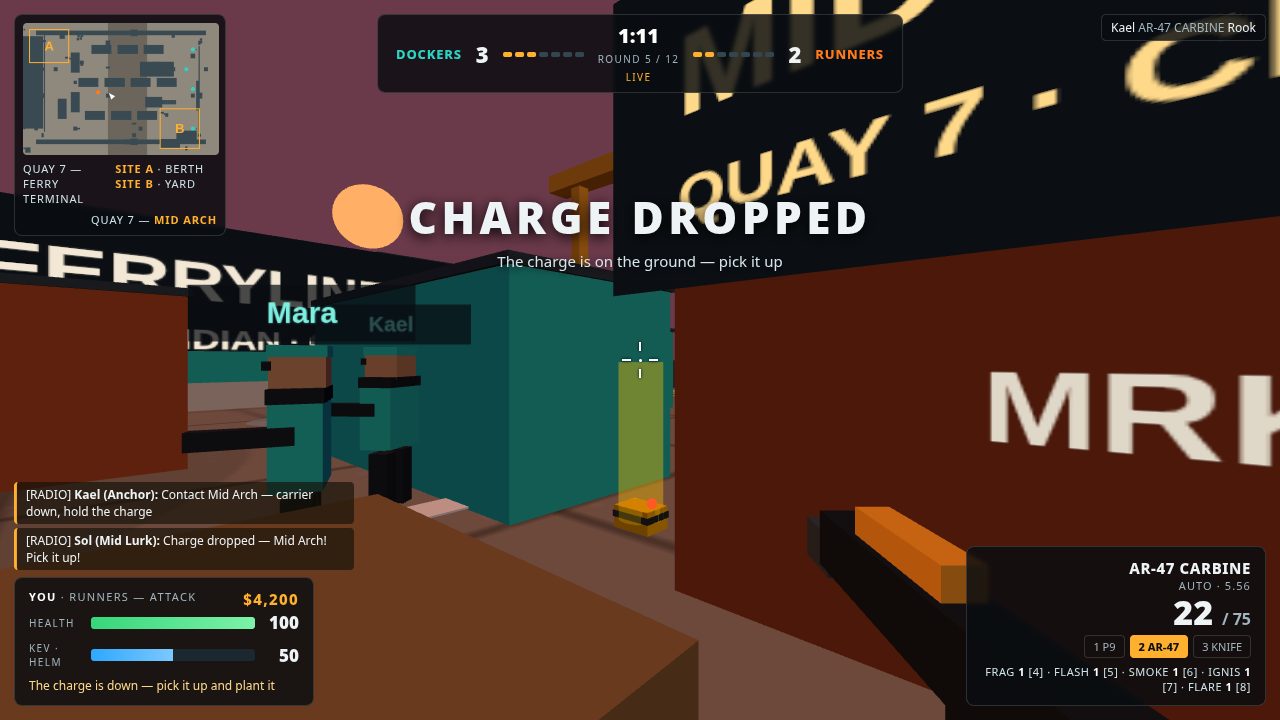 A
B
QUAY 7 —
FERRY
TERMINAL
SITE A · BERTH
SITE B · YARD
QUAY 7 — MID ARCH
DOCKERS 3
1:11
ROUND 5 / 12
LIVE
2 RUNNERS
Kael AR-47 CARBINE Rook
MID
QUAY 7 · C
CHARGE DROPPED
The charge is on the ground — pick it up
FERRYLINE
IDIAN
Mara
Kael
MRK
[RADIO] Kael (Anchor): Contact Mid Arch — carrier
down, hold the charge
[RADIO] Sol (Mid Lurk): Charge dropped — Mid Arch!
Pick it up!
YOU · RUNNERS — ATTACK $4,200
HEALTH 100
KEV ·
HELM 50
The charge is down — pick it up and plant it
AR-47 CARBINE
AUTO · 5.56
22 / 75
1 P9 2 AR-47 3 KNIFE
FRAG 1 [4] · FLASH 1 [5] · SMOKE 1 [6] · IGNIS 1
[7] · FLARE 1 [8]